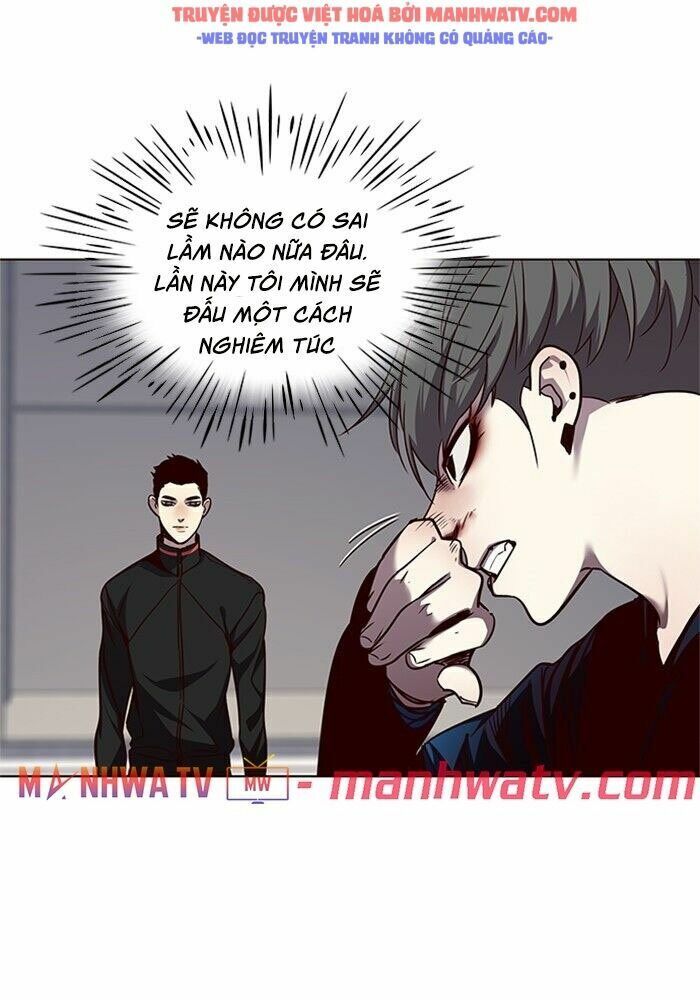 TRUYỆN ĐƯỢC VIỆT HOÁ BỞI MANHWATV.COM
-WEB ĐỌC TRUYỆN TRANH KHÔNG CÓ QUẢNG CÁO-
SẼ KHÔNG CÓ SAI
LẦM NÀO NỮA ĐÂU.
LẦN NÀY TÔI MÌNH SẼ
ĐẤU MỘT CÁCH
NGHIÊM TÚC
MANHWA TV
MW
- manhwatv.com